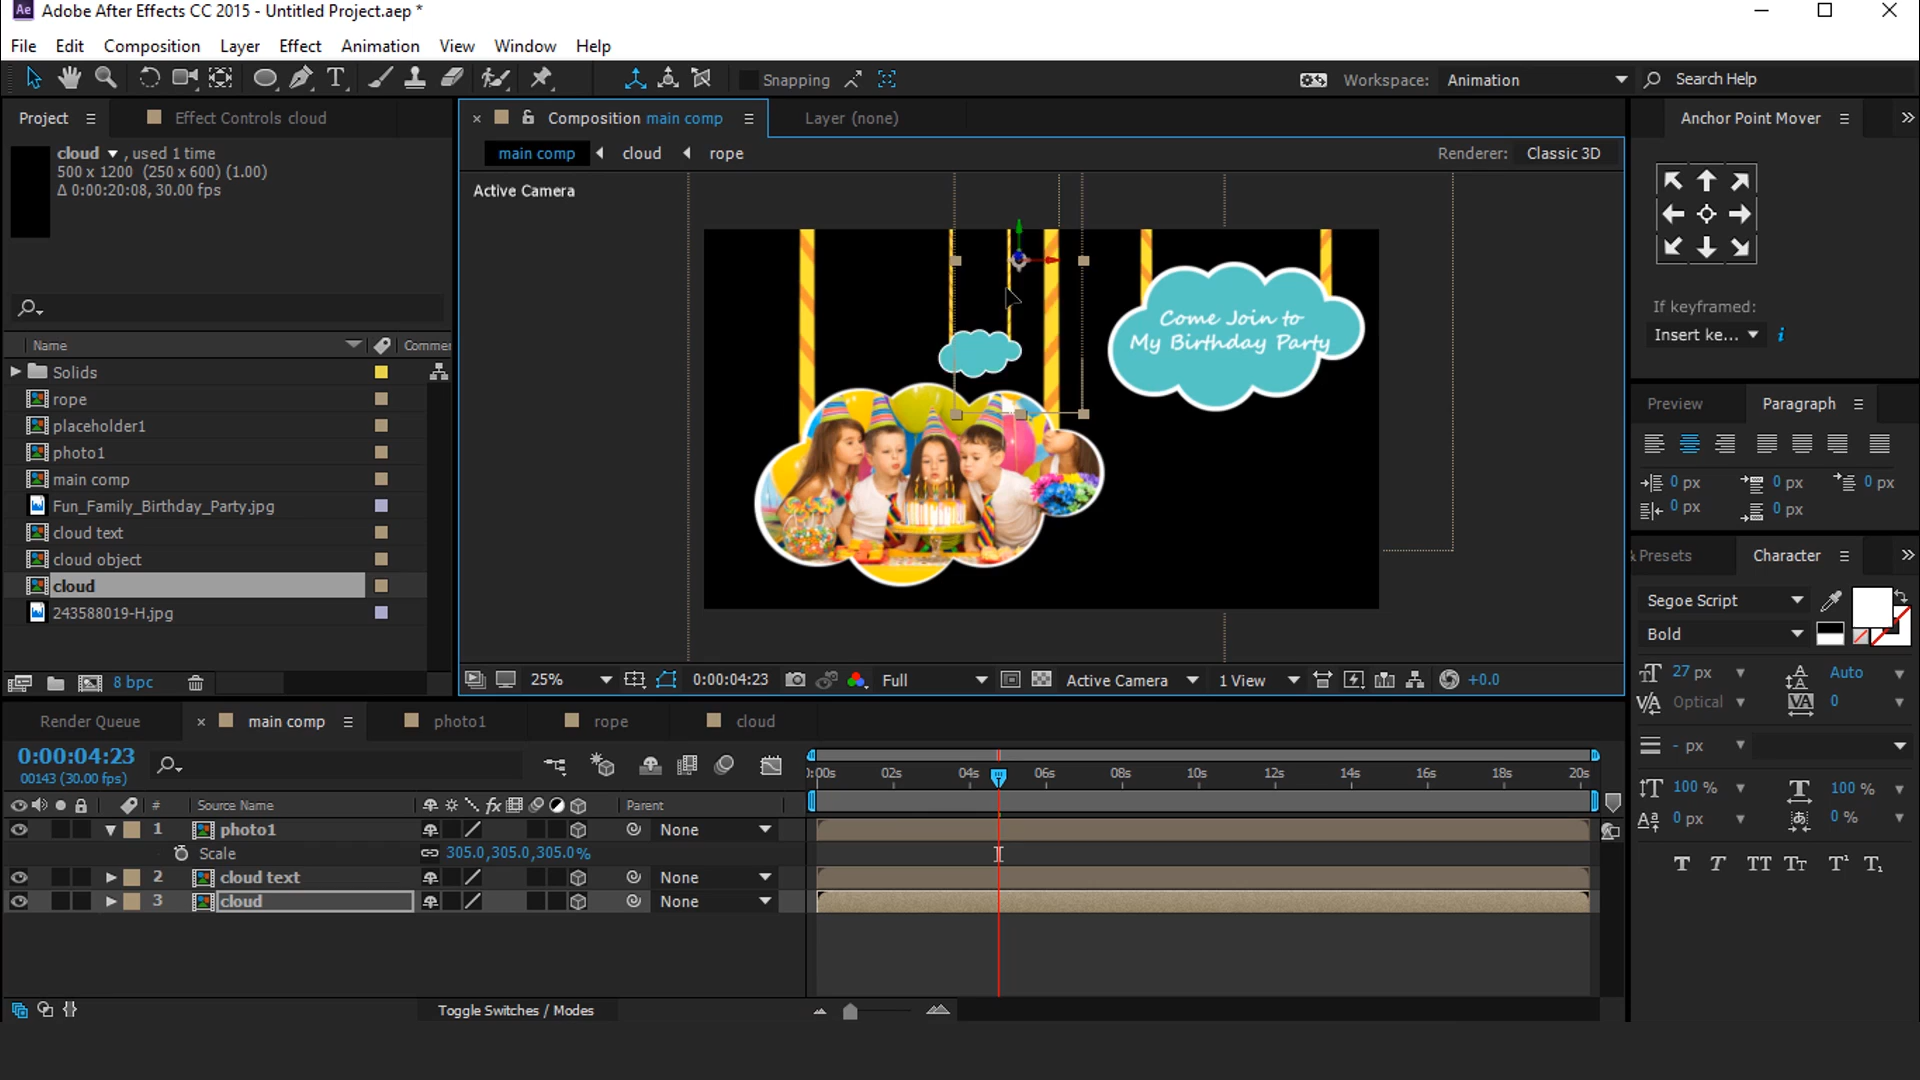 Ae Adobe After Effects CC 2015 - Untitled Project.aep *
File Edit Composition Layer Effect Animation View Window Help
T Snapping Workspace: Animation Search Help
Project Effect Controls cloud Composition main comp Layer (none) Anchor Point Mover
cloud , used 1 time
500 x 1200 (250 x 600) (1.00)
Δ 0:00:20:08, 30.00 fps
main comp cloud rope Renderer: Classic 3D
Active Camera
Come Join to
My Birthday Party
If keyframed:
Insert ke...
Name Comme
Solids
rope
placeholder1
photo1
main comp
Fun_Family_Birthday_Party.jpg
cloud text
cloud object
cloud
243588019-H.jpg
8 bpc
Preview Paragraph
0 px 0 px 0 px
0 px 0 px
& Presets Character
Segoe Script
Bold
27 px Auto
Optical 0
- px
100 % 100 %
0 px 0 %
T T TT Tт T¹ T₁
25% 0:00:04:23 Full Active Camera 1 View +0.0
Render Queue main comp photo1 rope cloud
0:00:04:23
00143 (30.00 fps)
:00s 02s 04s 06s 08s 10s 12s 14s 16s 18s 20s
# Source Name fx Parent
1 photo1 None
Scale 305.0,305.0,305.0%
2 cloud text None
3 cloud None
Toggle Switches / Modes